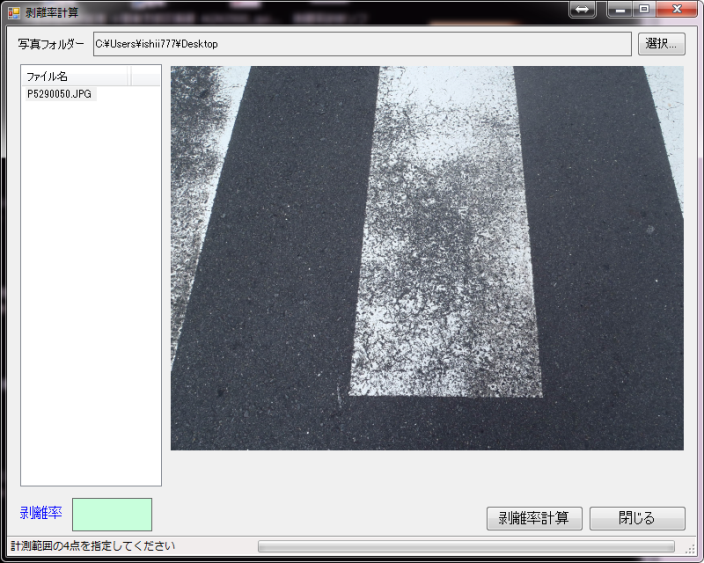 剥離率計算
写真フォルダー C:¥Users¥ishii777¥Desktop 選択...
ファイル名
P5290050.JPG
剥離率
剥離率計算 閉じる
計測範囲の4点を指定してください